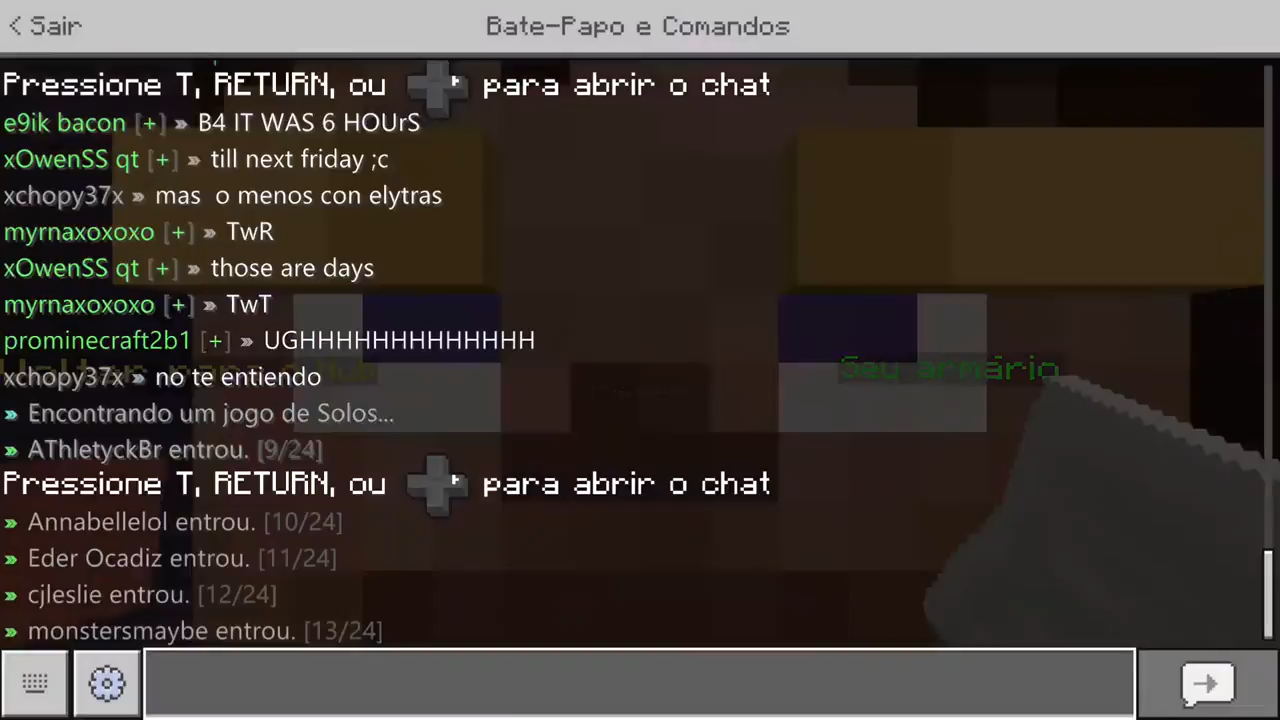 < Sair
Bate-Papo e Comandos
Pressione T, RETURN, ou para abrir o chat
e9ik bacon [+] » B4 IT WAS 6 HOUrS
xOwenSS qt [+] » till next friday ;c
xchopy37x » mas o menos con elytras
myrnaxoxoxo [+] » TwR
xOwenSS qt [+] » those are days
myrnaxoxoxo [+] » TwT
prominecraft2b1 [+] » UGHHHHHHHHHHHHH
Seu armário
xchopy37x » no te entiendo
» Encontrando um jogo de Solos...
» AThletyckBr entrou. [9/24]
Pressione T, RETURN, ou para abrir o chat
» Annabellelol entrou. [10/24]
» Eder Ocadiz entrou. [11/24]
» cjleslie entrou. [12/24]
» monstersmaybe entrou. [13/24]